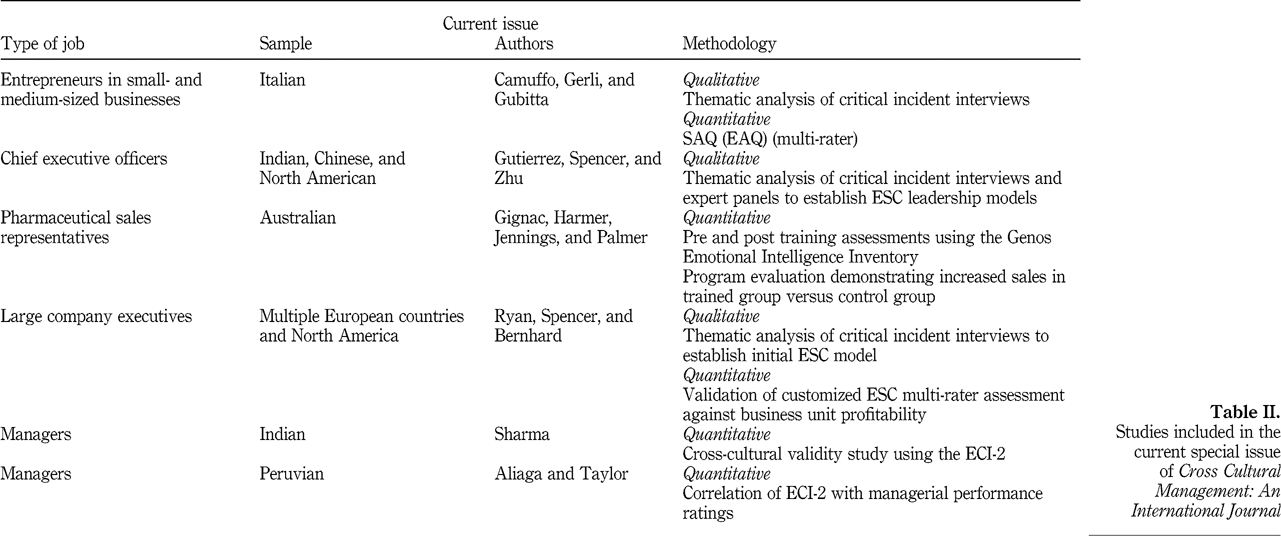 Current issue
Type of job Sample Authors Methodology
Entrepreneurs in small- and Italian Camuffo, Gerli, and Qualitative
medium-sized businesses Gubitta Thematic analysis of critical incident interviews
Quantitative
SAQ (EAQ) (multi-rater)
Chief executive officers Indian, Chinese, and Gutierrez, Spencer, and Qualitative
North American Zhu Thematic analysis of critical incident interviews and
expert panels to establish ESC leadership models
Pharmaceutical sales Australian Gignac, Harmer, Quantitative
representatives Jennings, and Palmer Pre and post training assessments using the Genos
Emotional Intelligence Inventory
Program evaluation demonstrating increased sales in
trained group versus control group
Large company executives Multiple European countries Ryan, Spencer, and Qualitative
and North America Bernhard Thematic analysis of critical incident interviews to
establish initial ESC model
Quantitative
Validation of customized ESC multi-rater assessment
against business unit profitability
Managers Indian Sharma Quantitative
Cross-cultural validity study using the ECI-2
Managers Peruvian Aliaga and Taylor Quantitative
Correlation of ECI-2 with managerial performance
ratings
Table II.
Studies included in the
current special issue
of Cross Cultural
Management: An
International Journal